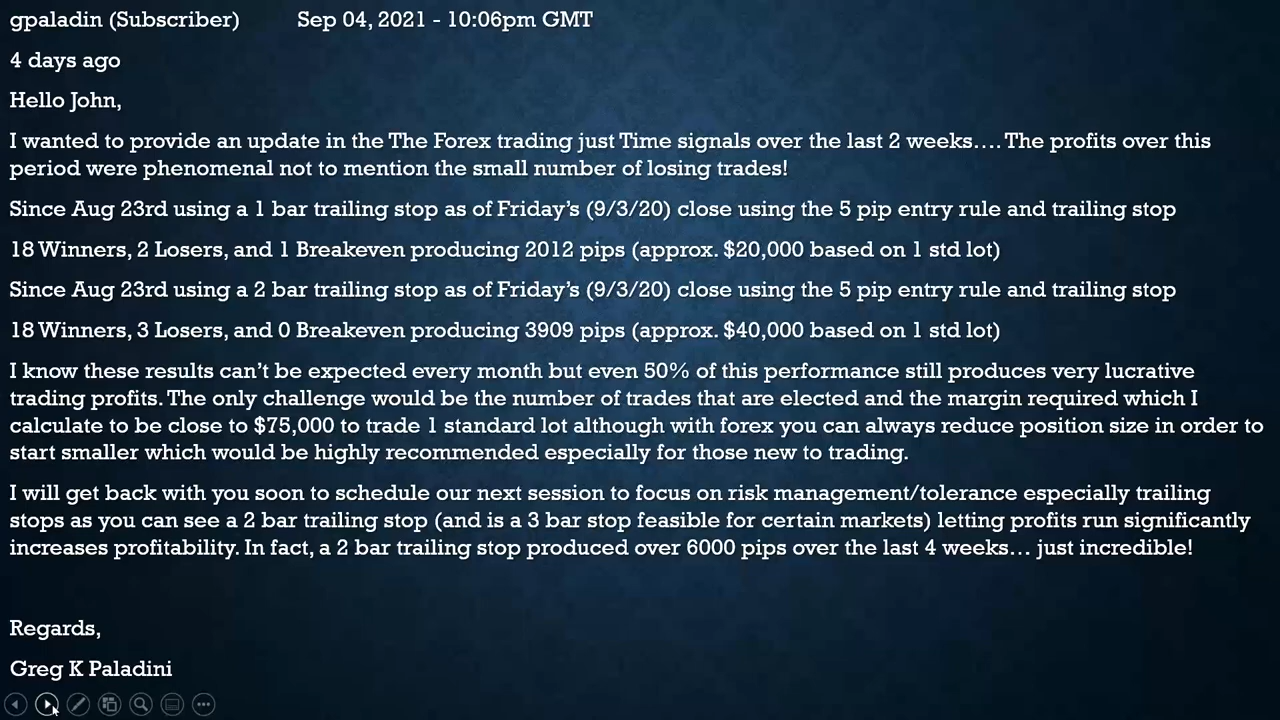 gpaladin (Subscriber) Sep 04, 2021 - 10:06pm GMT
4 days ago
Hello John,
I wanted to provide an update in the The Forex trading just Time signals over the last 2 weeks…. The profits over this
period were phenomenal not to mention the small number of losing trades!
Since Aug 23rd using a 1 bar trailing stop as of Friday's (9/3/20) close using the 5 pip entry rule and trailing stop
18 Winners, 2 Losers, and 1 Breakeven producing 2012 pips (approx. $20,000 based on 1 std lot)
Since Aug 23rd using a 2 bar trailing stop as of Friday's (9/3/20) close using the 5 pip entry rule and trailing stop
18 Winners, 3 Losers, and 0 Breakeven producing 3909 pips (approx. $40,000 based on 1 std lot)
I know these results can't be expected every month but even 50% of this performance still produces very lucrative
trading profits. The only challenge would be the number of trades that are elected and the margin required which I
calculate to be close to $75,000 to trade 1 standard lot although with forex you can always reduce position size in order to
start smaller which would be highly recommended especially for those new to trading.
I will get back with you soon to schedule our next session to focus on risk management/tolerance especially trailing
stops as you can see a 2 bar trailing stop (and is a 3 bar stop feasible for certain markets) letting profits run significantly
increases profitability. In fact, a 2 bar trailing stop produced over 6000 pips over the last 4 weeks… just incredible!
Regards,
Greg K Paladini